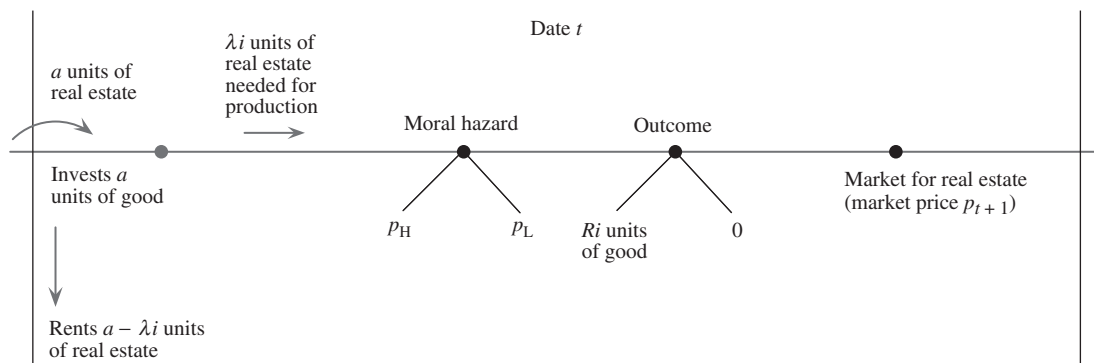 Date t
λi units of
real estate
needed for
production
a units of
real estate
Moral hazard
Outcome
Invests a
units of good
Market for real estate
(market price pt + 1)
pH
pL
Ri units
of good
0
Rents a − λi units
of real estate